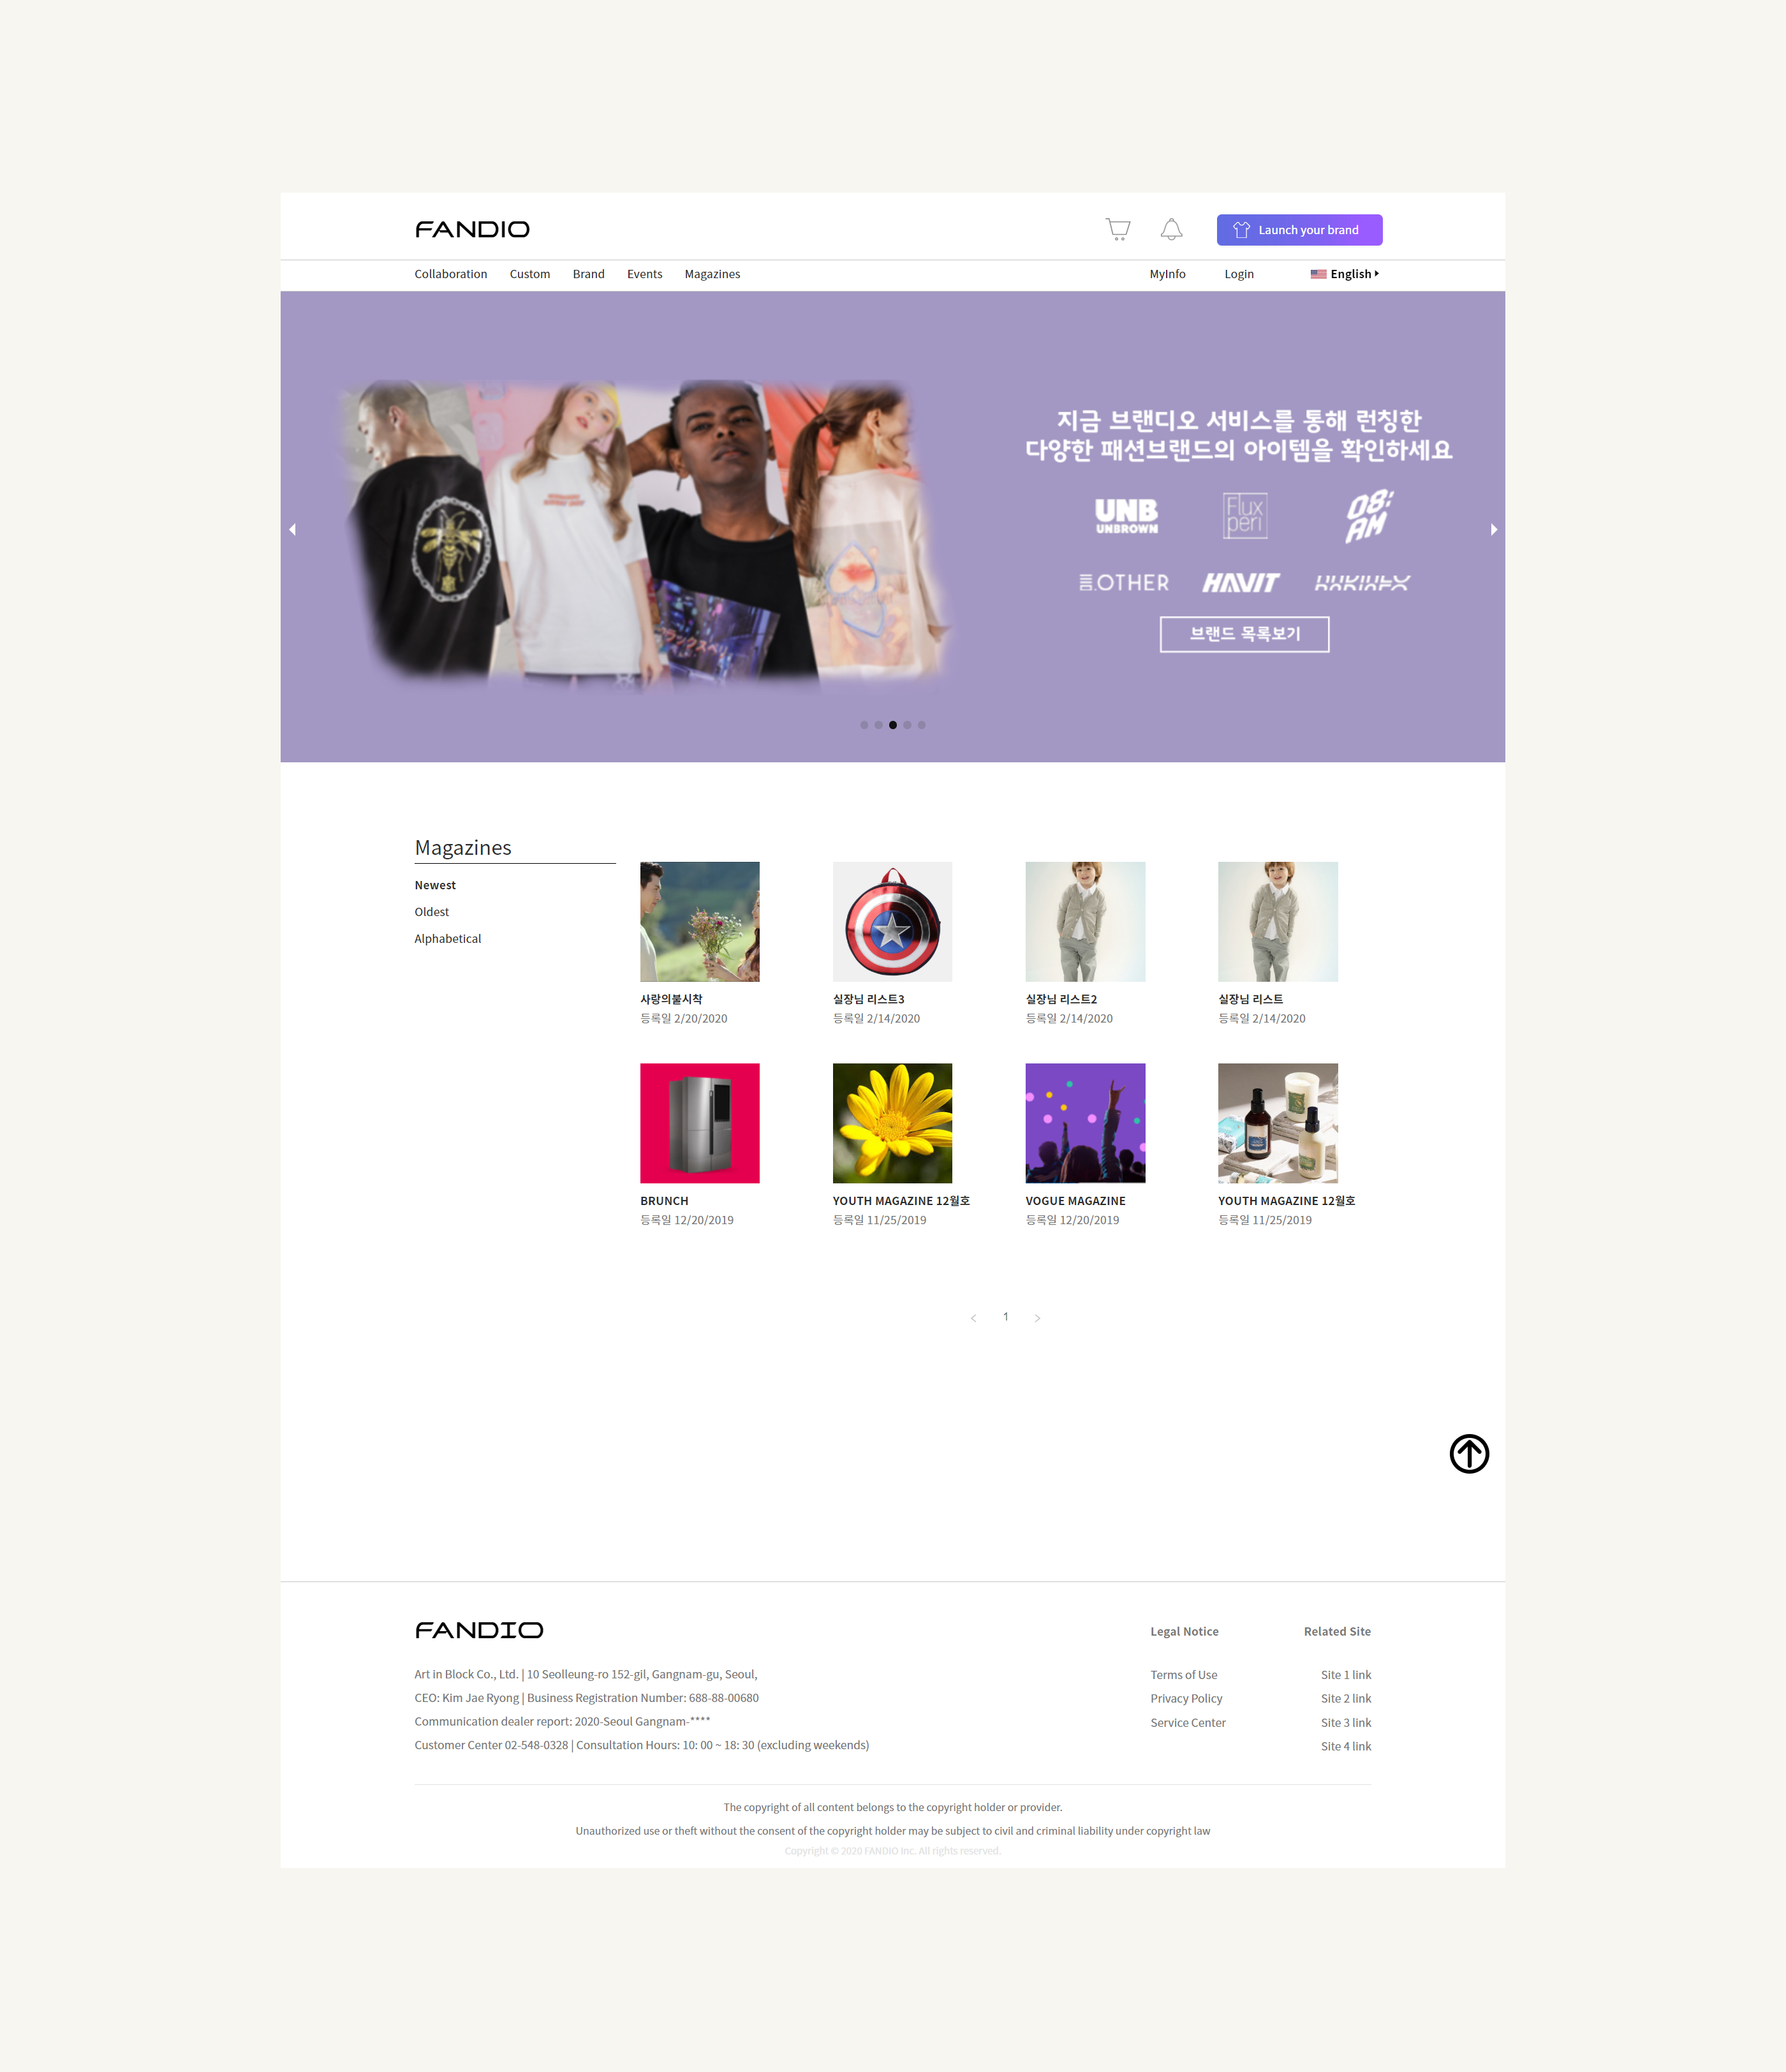 FANDIO
Launch your brand
Collaboration Custom Brand Events Magazines MyInfo Login English
지금 브랜디오 서비스를 통해 런칭한
다양한 패션브랜드의 아이템을 확인하세요
UNB
UNBROWN
Flux
peri
08:
AM
OTHER HAVIT
브랜드 목록보기
Magazines
Newest
Oldest
Alphabetical
사랑의불시착
등록일 2/20/2020
실장님 리스트3
등록일 2/14/2020
실장님 리스트2
등록일 2/14/2020
실장님 리스트
등록일 2/14/2020
BRUNCH
등록일 12/20/2019
YOUTH MAGAZINE 12월호
등록일 11/25/2019
VOGUE MAGAZINE
등록일 12/20/2019
YOUTH MAGAZINE 12월호
등록일 11/25/2019
< 1 >
FANDIO
Art in Block Co., Ltd. | 10 Seolleung-ro 152-gil, Gangnam-gu, Seoul,
CEO: Kim Jae Ryong | Business Registration Number: 688-88-00680
Communication dealer report: 2020-Seoul Gangnam-****
Customer Center 02-548-0328 | Consultation Hours: 10: 00 ~ 18: 30 (excluding weekends)
Legal Notice
Terms of Use
Privacy Policy
Service Center
Related Site
Site 1 link
Site 2 link
Site 3 link
Site 4 link
The copyright of all content belongs to the copyright holder or provider.
Unauthorized use or theft without the consent of the copyright holder may be subject to civil and criminal liability under copyright law
Copyright © 2020 FANDIO Inc. All rights reserved.